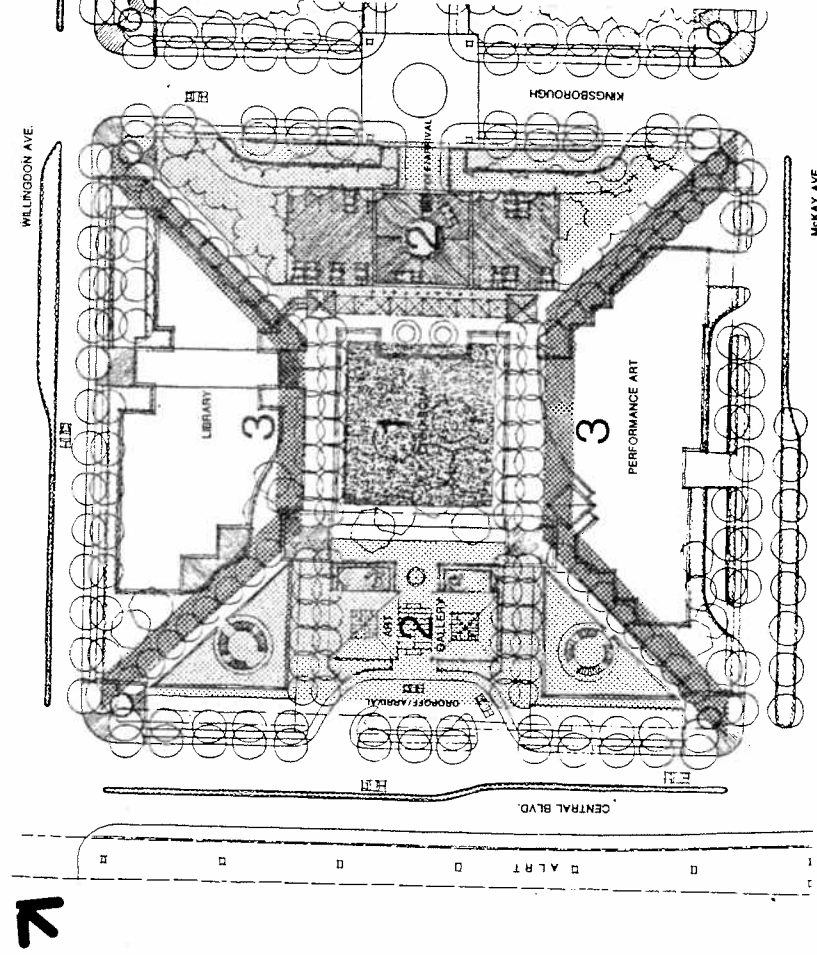 KINGSBOROUGH
WILLINGDON AVE.
McKAY AVE
2
LIBRARY
3
1
3
PERFORMANCE ART
ART
2
GALLERY
DROPOFF/ARRIVAL
CENTRAL BLVD.
ALRT